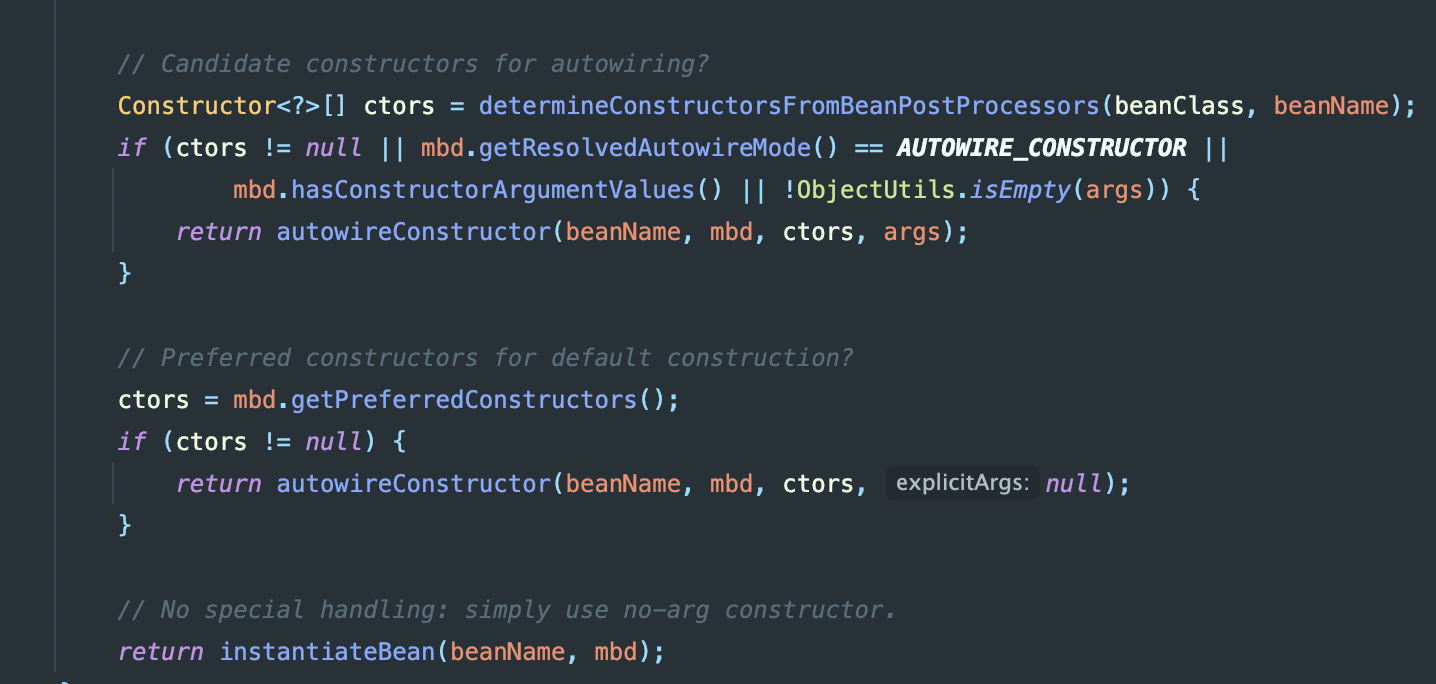 // Candidate constructors for autowiring?
Constructor<?>[] ctors = determineConstructorsFromBeanPostProcessors(beanClass, beanName);
if (ctors != null || mbd.getResolvedAutowireMode() == AUTOWIRE_CONSTRUCTOR ||
mbd.hasConstructorArgumentValues() || !ObjectUtils.isEmpty(args)) {
return autowireConstructor(beanName, mbd, ctors, args);
}
// Preferred constructors for default construction?
ctors = mbd.getPreferredConstructors();
if (ctors != null) {
return autowireConstructor(beanName, mbd, ctors, explicitArgs: null);
}
// No special handling: simply use no-arg constructor.
return instantiateBean(beanName, mbd);